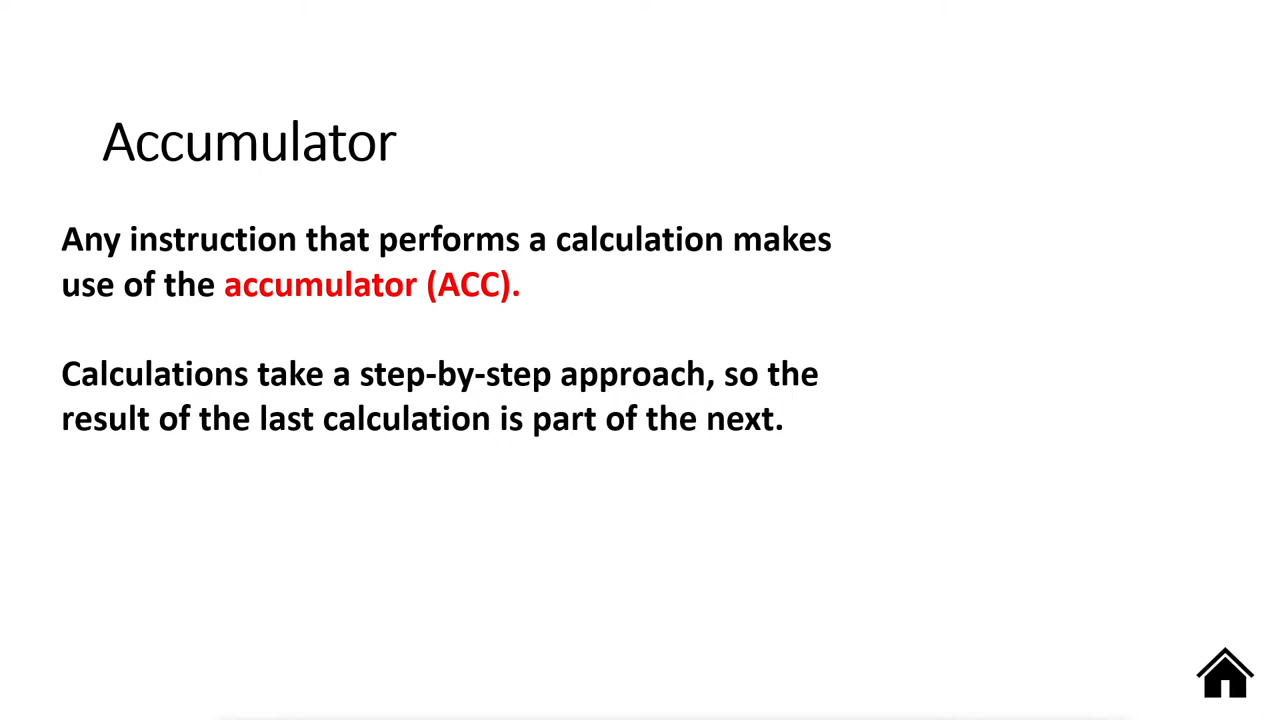 Accumulator
Any instruction that performs a calculation makes
use of the accumulator (ACC).
Calculations take a step-by-step approach, so the
result of the last calculation is part of the next.